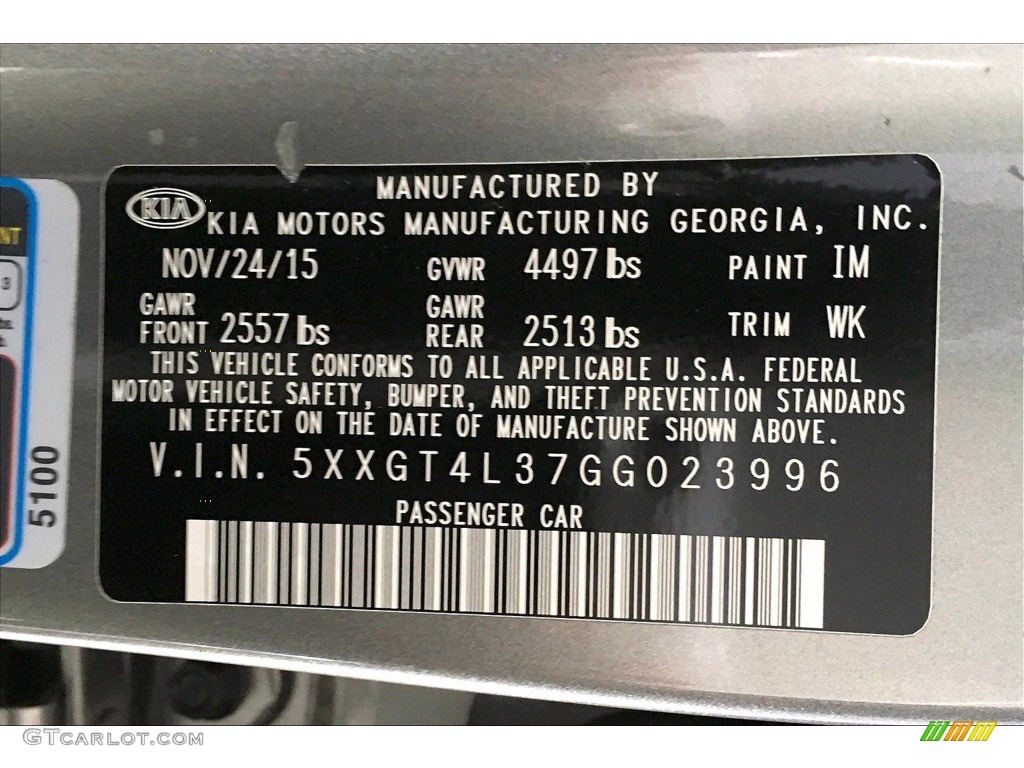 MANUFACTURED BY
KIA
KIA MOTORS MANUFACTURING GEORGIA, INC.
NOV/24/15 GVWR 4497 lbs PAINT IM
GAWR FRONT 2557 lbs GAWR REAR 2513 lbs TRIM WK
THIS VEHICLE CONFORMS TO ALL APPLICABLE U.S.A. FEDERAL
MOTOR VEHICLE SAFETY, BUMPER, AND THEFT PREVENTION STANDARDS
IN EFFECT ON THE DATE OF MANUFACTURE SHOWN ABOVE.
V.I.N. 5XXGT4L37GG023996
PASSENGER CAR
5100
3
GTCARLOT.COM